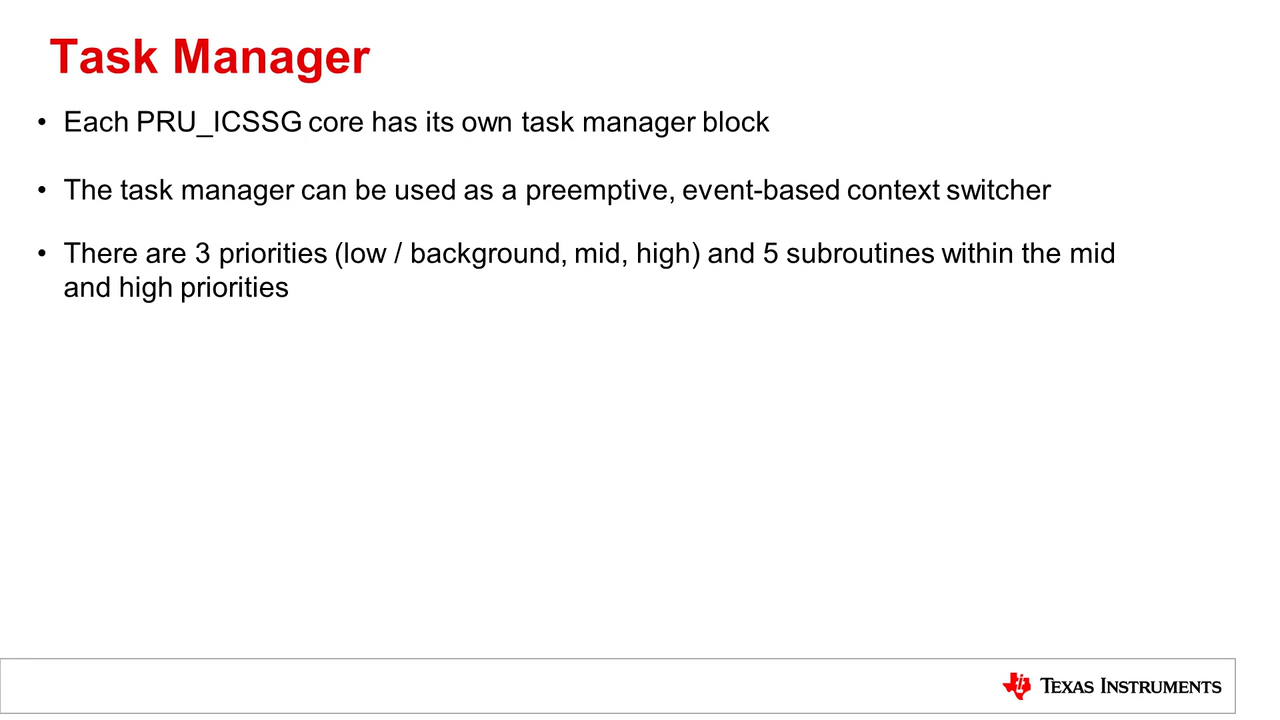 Task Manager
• Each PRU_ICSSG core has its own task manager block
• The task manager can be used as a preemptive, event-based context switcher
• There are 3 priorities (low / background, mid, high) and 5 subroutines within the mid
and high priorities
TEXAS INSTRUMENTS